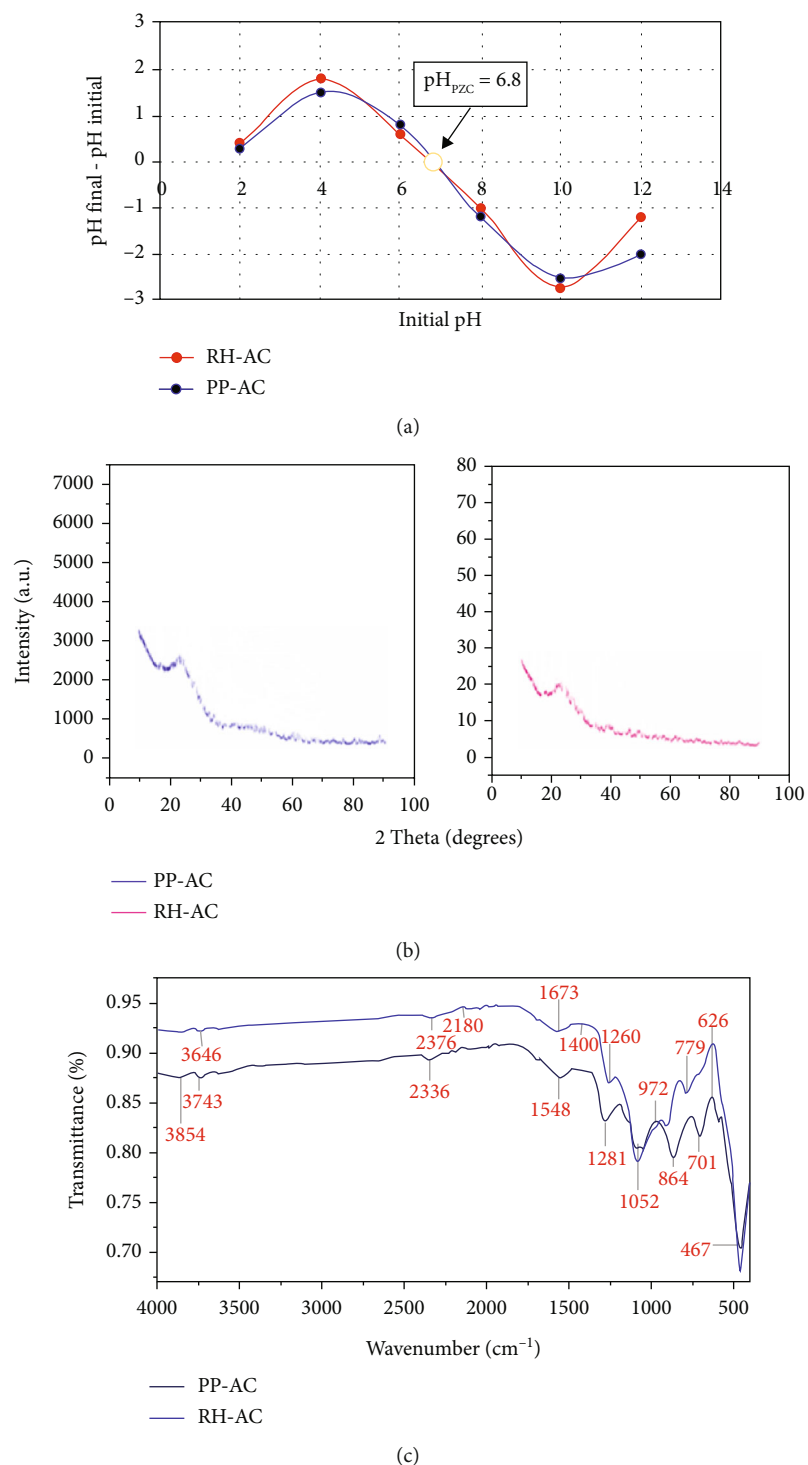 3
2
1
0
−1
−2
−3
pH final - pH initial
pH_PZC = 6.8
0 2 4 6 8 10 12 14
Initial pH
RH-AC
PP-AC
(a)
7000
6000
5000
4000
3000
2000
1000
0
Intensity (a.u.)
0 20 40 60 80 100
80
70
60
50
40
30
20
10
0
0 20 40 60 80 100
2 Theta (degrees)
PP-AC
RH-AC
(b)
0.95
0.90
0.85
0.80
0.75
0.70
Transmittance (%)
3646
3743
3854
2376
2180
2336
1673
1400
1260
1548
1281
1052
972
864
779
701
626
467
4000 3500 3000 2500 2000 1500 1000 500
Wavenumber (cm⁻¹)
PP-AC
RH-AC
(c)